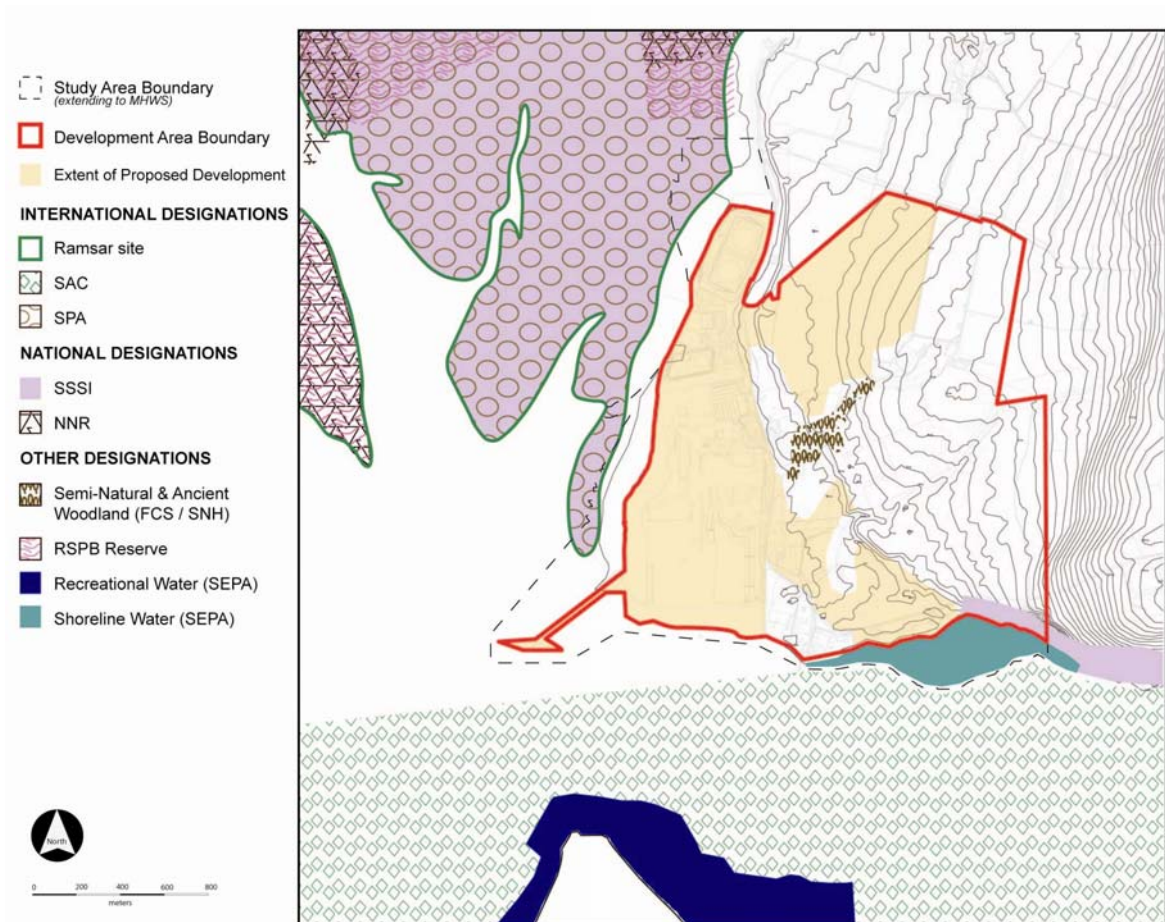 Study Area Boundary
(extending to MHWS)
Development Area Boundary
Extent of Proposed Development
INTERNATIONAL DESIGNATIONS
Ramsar site
SAC
SPA
NATIONAL DESIGNATIONS
SSSI
NNR
OTHER DESIGNATIONS
Semi-Natural & Ancient
Woodland (FCS / SNH)
RSPB Reserve
Recreational Water (SEPA)
Shoreline Water (SEPA)
North
0 200 400 600 800
meters